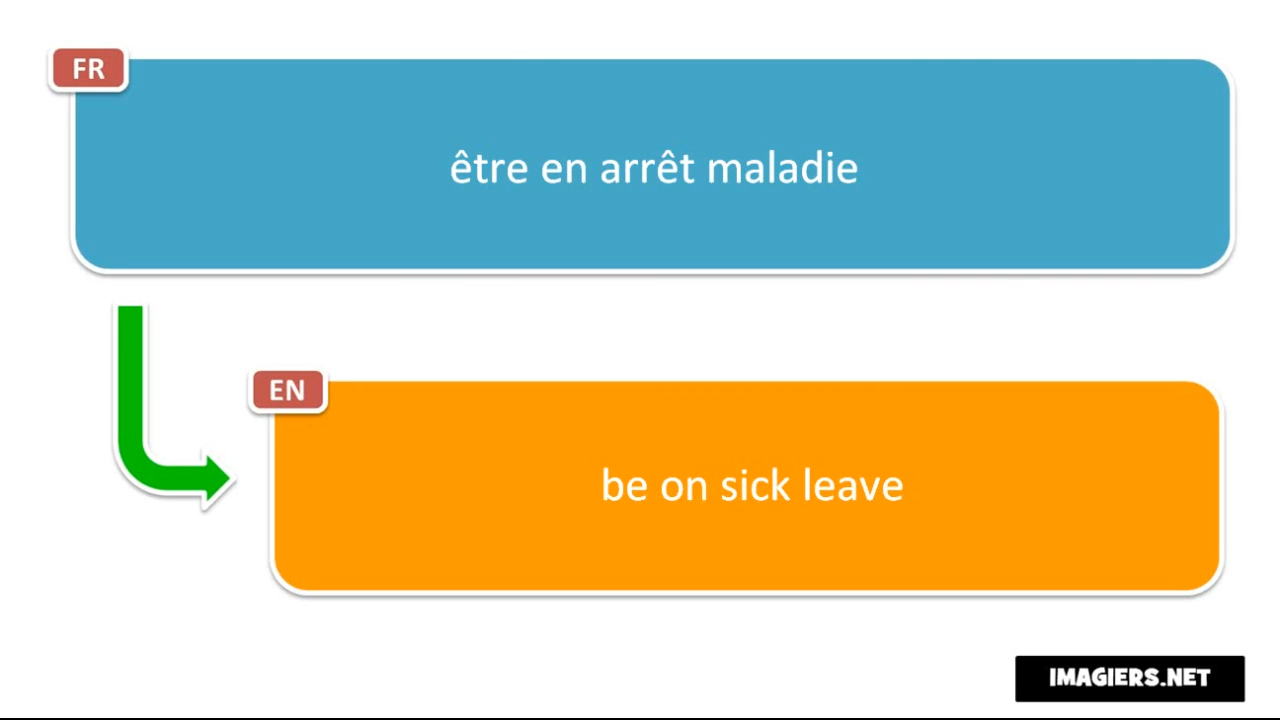 FR
être en arrêt maladie
EN
be on sick leave
IMAGIERS.NET